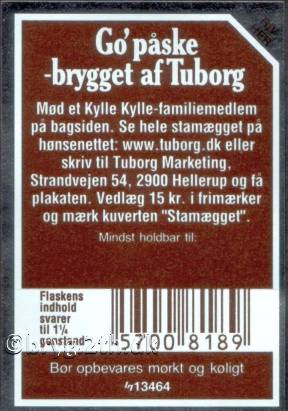 Go'påske
-brygget af Tuborg
Mød et Kylle Kylle-familiemedlem
på bagsiden. Se hele stamægget på
hønsenettet: www.tuborg.dk eller
skriv til Tuborg Marketing,
Strandvejen 54, 2900 Hellerup og få
plakaten. Vedlæg 15 kr. i frimærker
og mærk kuverten "Stamægget".
Mindst holdbar til:
Flaskens
indhold
svarer
til 1¼
genstand
5700 8189
Bør opbevares mørkt og køligt
13464